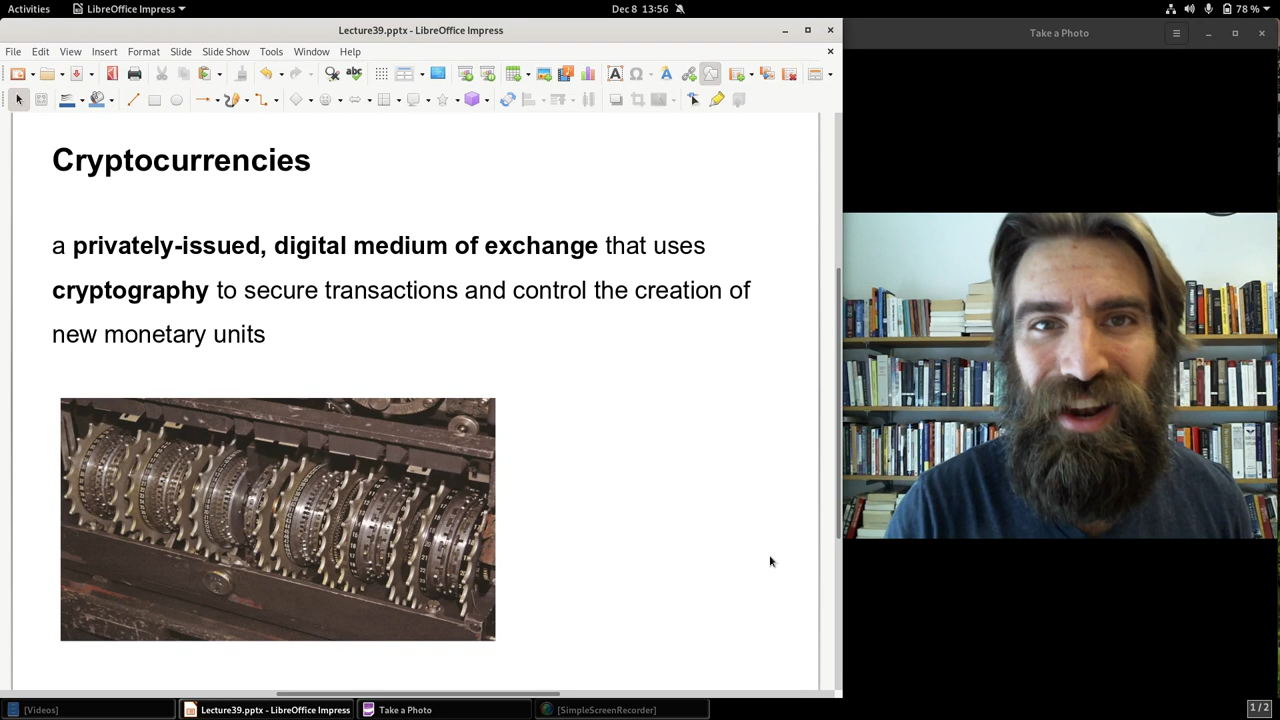 Activities
LibreOffice Impress
Dec 8 13:56
78 %
Lecture39.pptx - LibreOffice Impress
Take a Photo
File Edit View Insert Format Slide Slide Show Tools Window Help
Cryptocurrencies
a privately-issued, digital medium of exchange that uses
cryptography to secure transactions and control the creation of
new monetary units
[Videos]
Lecture39.pptx - LibreOffice Impress
Take a Photo
[SimpleScreenRecorder]
1 / 2